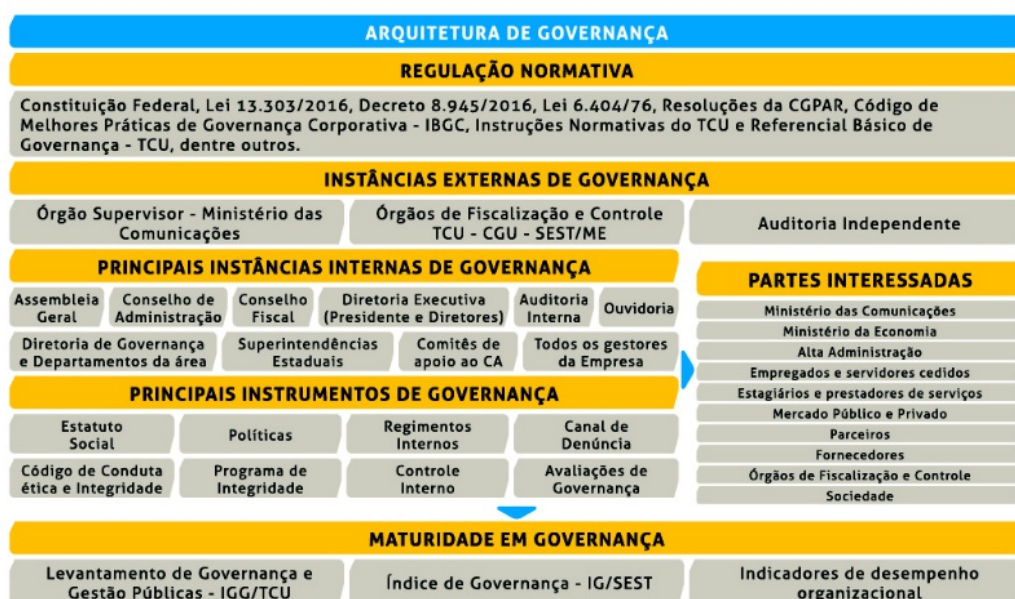 ARQUITETURA DE GOVERNANÇA
REGULAÇÃO NORMATIVA
Constituição Federal, Lei 13.303/2016, Decreto 8.945/2016, Lei 6.404/76, Resoluções da CGPAR, Código de
Melhores Práticas de Governança Corporativa - IBGC, Instruções Normativas do TCU e Referencial Básico de
Governança - TCU, dentre outros.
INSTÂNCIAS EXTERNAS DE GOVERNANÇA
Órgão Supervisor - Ministério das
Comunicações
Órgãos de Fiscalização e Controle
TCU - CGU - SEST/ME
Auditoria Independente
PRINCIPAIS INSTÂNCIAS INTERNAS DE GOVERNANÇA
Assembleia
Geral
Conselho de
Administração
Conselho
Fiscal
Diretoria Executiva
(Presidente e Diretores)
Auditoria
Interna
Ouvidoria
Diretoria de Governança
e Departamentos da área
Superintendências
Estaduais
Comitês de
apoio ao CA
Todos os gestores
da Empresa
PRINCIPAIS INSTRUMENTOS DE GOVERNANÇA
Estatuto
Social
Políticas
Regimentos
Internos
Canal de
Denúncia
Código de Conduta
ética e Integridade
Programa de
Integridade
Controle
Interno
Avaliações de
Governança
PARTES INTERESSADAS
Ministério das Comunicações
Ministério da Economia
Alta Administração
Empregados e servidores cedidos
Estagiários e prestadores de serviços
Mercado Público e Privado
Parceiros
Fornecedores
Órgãos de Fiscalização e Controle
Sociedade
MATURIDADE EM GOVERNANÇA
Levantamento de Governança e
Gestão Públicas - IGG/TCU
Índice de Governança - IG/SEST
Indicadores de desempenho
organizacional